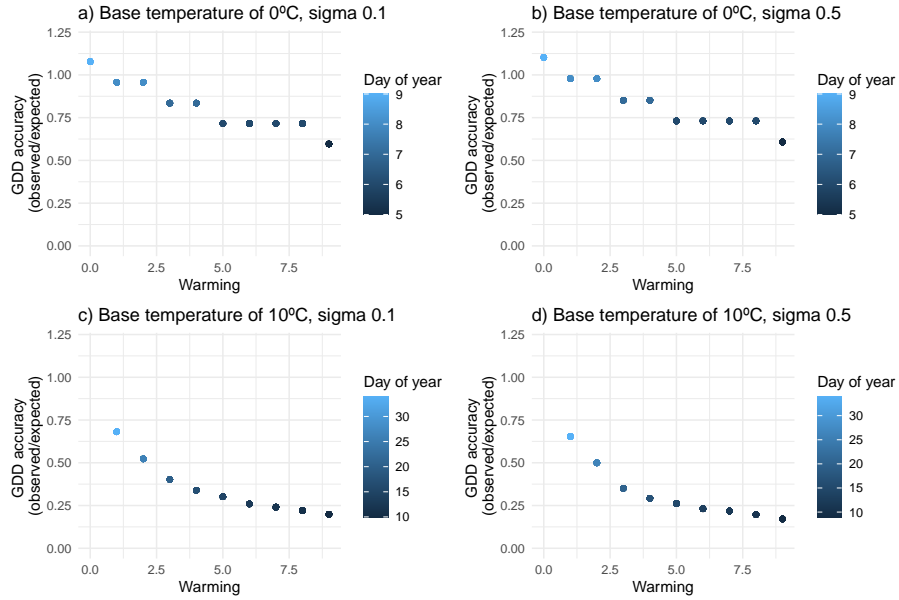 a) Base temperature of 0ºC, sigma 0.1
GDD accuracy
(observed/expected)
1.25
1.00
0.75
0.50
0.25
0.00
0.0 2.5 5.0 7.5
Warming
Day of year
9
8
7
6
5
b) Base temperature of 0ºC, sigma 0.5
GDD accuracy
(observed/expected)
1.25
1.00
0.75
0.50
0.25
0.00
0.0 2.5 5.0 7.5
Warming
Day of year
9
8
7
6
5
c) Base temperature of 10ºC, sigma 0.1
GDD accuracy
(observed/expected)
1.25
1.00
0.75
0.50
0.25
0.00
0.0 2.5 5.0 7.5
Warming
Day of year
30
25
20
15
10
d) Base temperature of 10ºC, sigma 0.5
GDD accuracy
(observed/expected)
1.25
1.00
0.75
0.50
0.25
0.00
0.0 2.5 5.0 7.5
Warming
Day of year
30
25
20
15
10